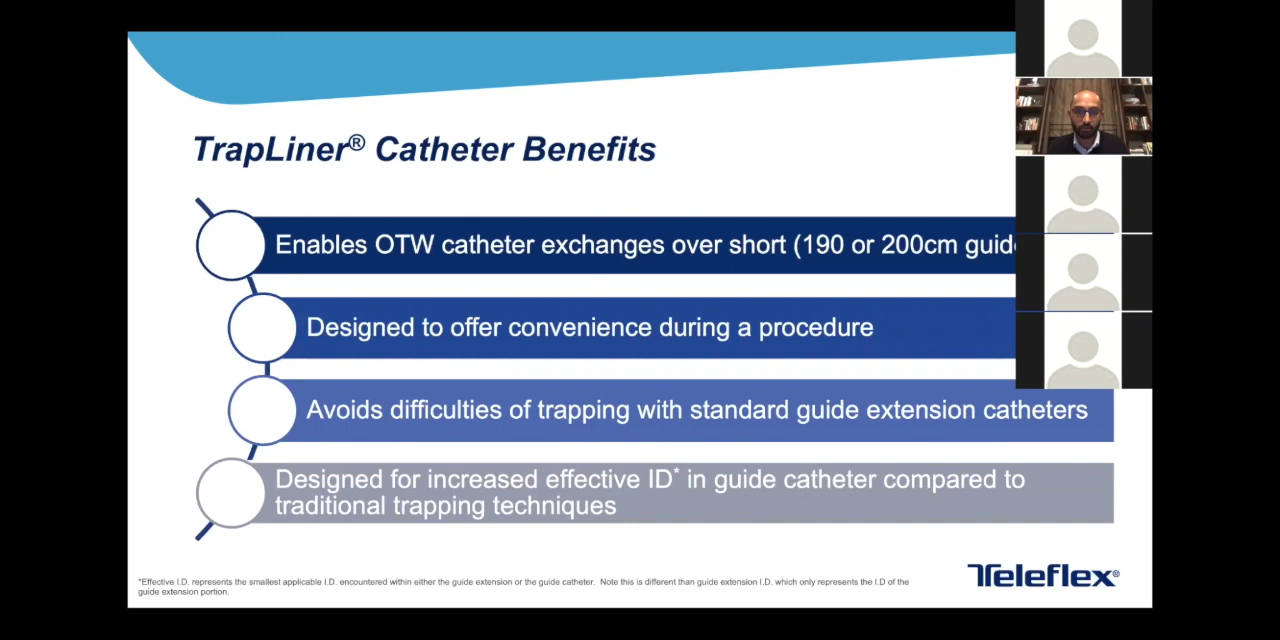 TrapLiner® Catheter Benefits
Enables OTW catheter exchanges over short (190 or 200cm
Designed to offer convenience during a procedure
Avoids difficulties of trapping with standard guide extension catheters
Designed for increased effective ID* in guide catheter compared to
traditional trapping techniques
*Effective I.D. represents the smallest applicable I.D. encountered within either the guide extension or the guide catheter. Note this is different than guide extension I.D. which only represents the I.D of the
guide extension portion.
Teleflex®